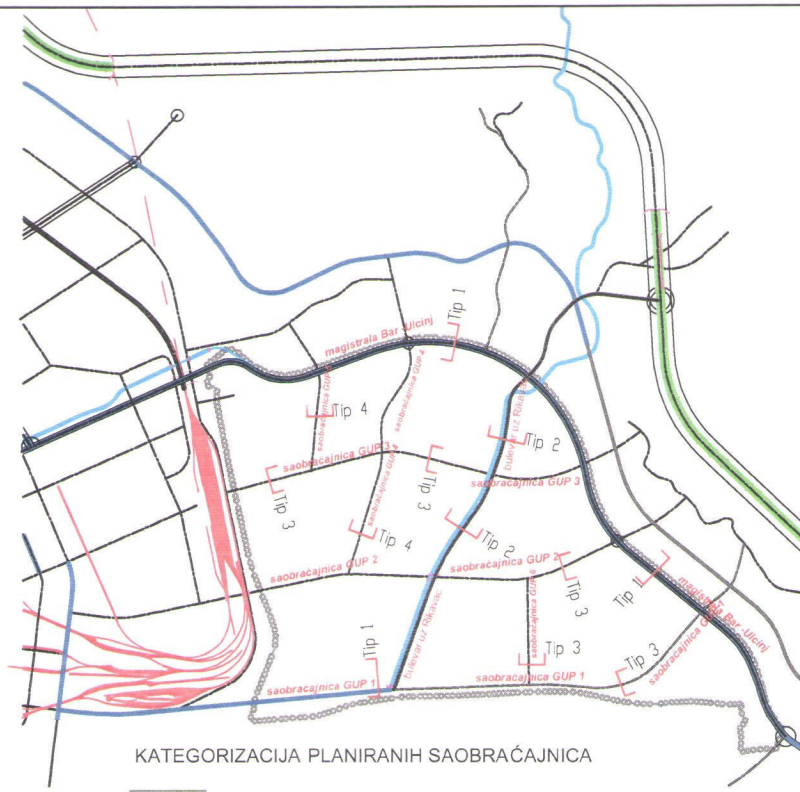 Tip 1
magistrala Bar -Ulcinj
saobraćajnica GUP 4
Tip 4
Tip 2
bulevar uz Rikavac
saobraćajnica GUP 3
saobraćajnica GUP 3
Tip 3
Tip 3
Tip 4
Tip 2
saobraćajnica GUP 2
saobraćajnica GUP 2
Tip 3
Tip 1
magistrala Bar -Ulcinj
Tip 1
bulevar uz Rikavac
Tip 3
Tip 3
saobraćajnica GUP 1
saobraćajnica GUP 1
KATEGORIZACIJA PLANIRANIH SAOBRAĆAJNICA